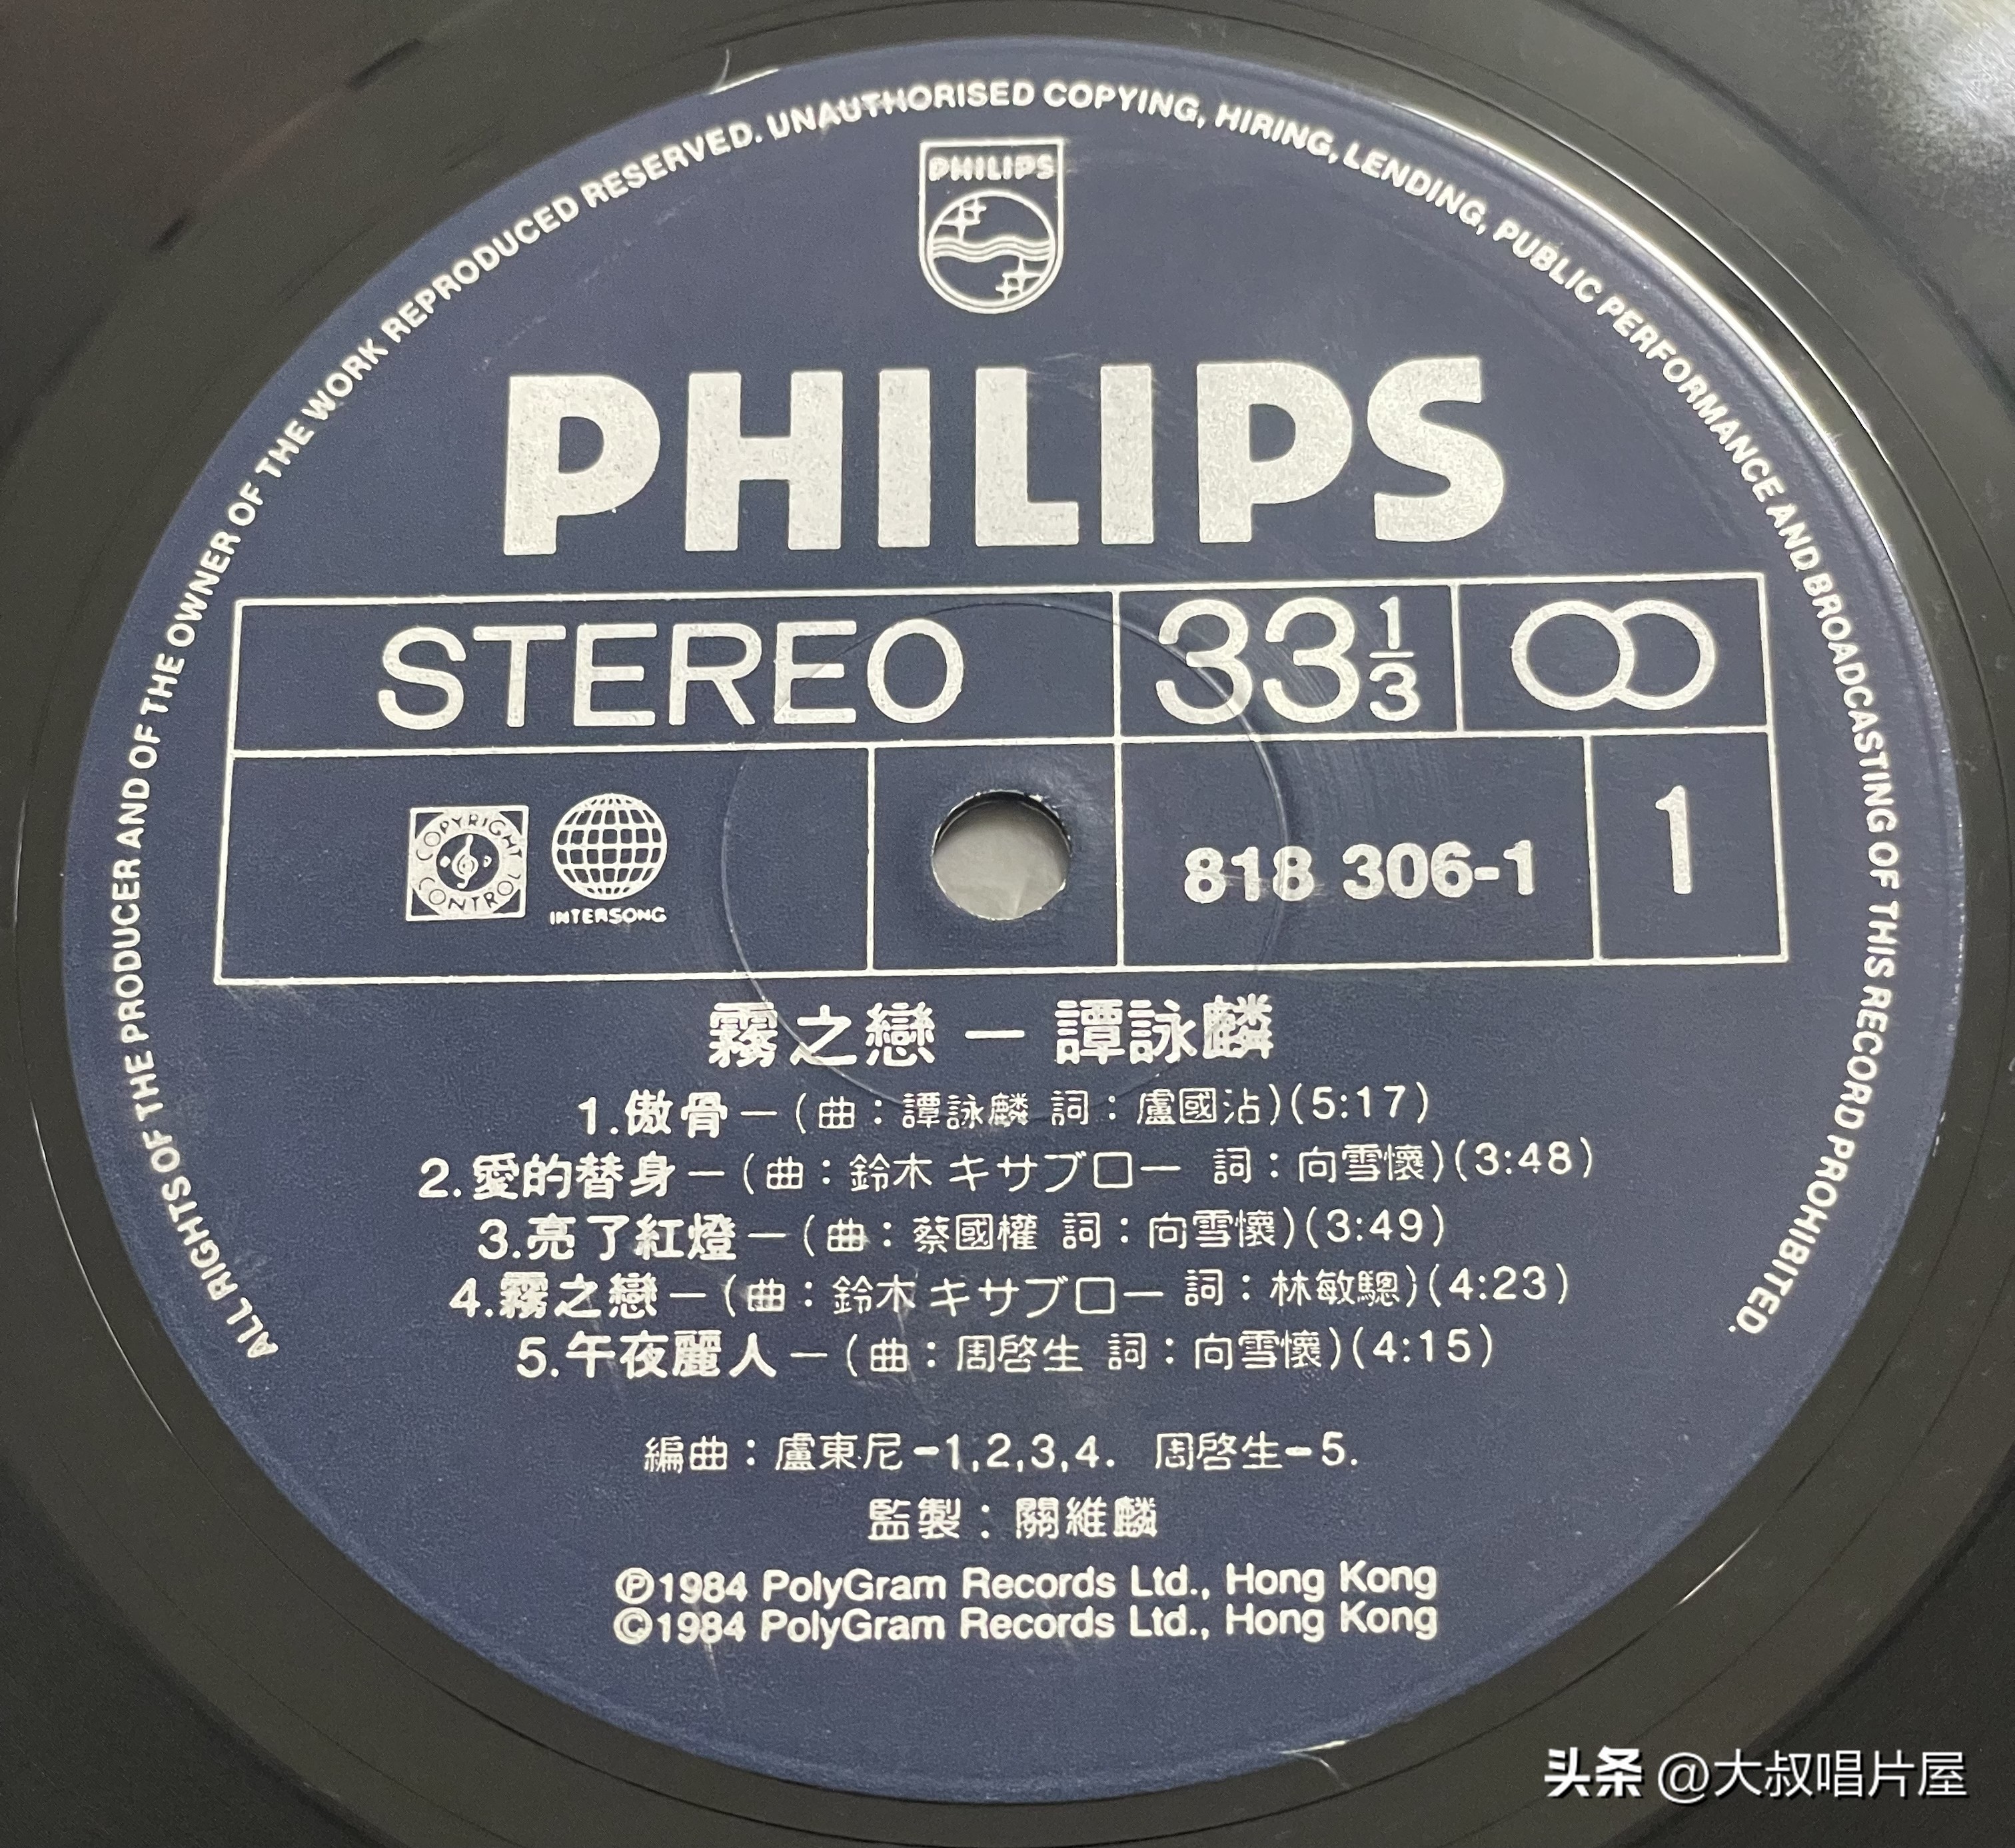 ALL RIGHTS OF THE PRODUCER AND OF THE OWNER OF THE WORK REPRODUCED RESERVED. UNAUTHORISED COPYING, HIRING, LENDING, PUBLIC PERFORMANCE AND BROADCASTING OF THIS RECORD PROHIBITED.
PHILIPS
PHILIPS
STEREO
33 1/3
COPYRIGHT CONTROL
INTERSONG
818 306-1
1
霧之戀 — 譚詠麟
1.傲骨—(曲:譚詠麟 詞:盧國沾)(5:17)
2.愛的替身—(曲:鈴木 キサブロー 詞:向雪懷)(3:48)
3.亮了紅燈—(曲:蔡國權 詞:向雪懷)(3:49)
4.霧之戀—(曲:鈴木 キサブロー 詞:林敏驄)(4:23)
5.午夜麗人—(曲:周啓生 詞:向雪懷)(4:15)
編曲:盧東尼-1,2,3,4. 周啓生-5.
監製:關維麟
Ⓟ1984 PolyGram Records Ltd., Hong Kong
©1984 PolyGram Records Ltd., Hong Kong
头条 @大叔唱片屋